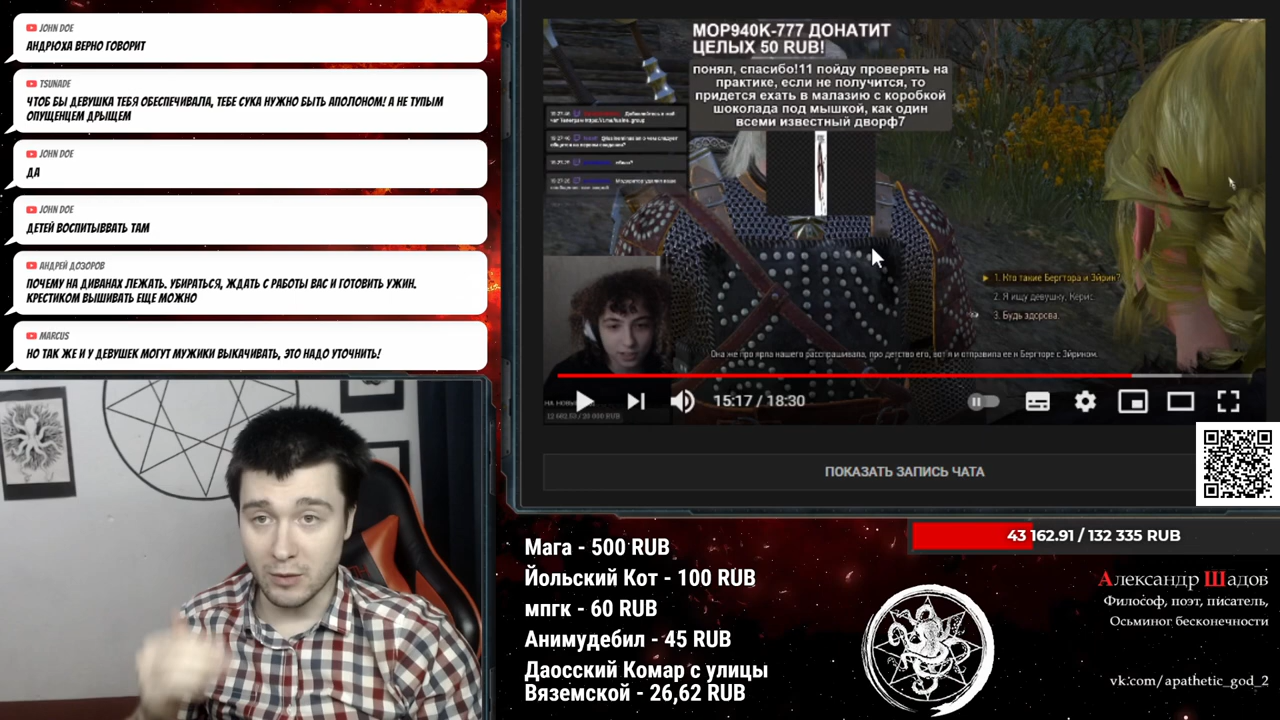 JOHN DOE
АНДРЮХА ВЕРНО ГОВОРИТ
TSUNADE
ЧТОБ БЫ ДЕВУШКА ТЕБЯ ОБЕСПЕЧИВАЛА, ТЕБЕ СУКА НУЖНО БЫТЬ АПОЛОНОМ! А НЕ ТУПЫМ
ОПУЩЕНЦЕМ ДРЫЩЕМ
JOHN DOE
ДА
JOHN DOE
ДЕТЕЙ ВОСПИТЫВВАТЬ ТАМ
АНДРЕЙ ДОЗОРОВ
ПОЧЕМУ НА ДИВАНАХ ЛЕЖАТЬ. УБИРАТЬСЯ, ЖДАТЬ С РАБОТЫ ВАС И ГОТОВИТЬ УЖИН.
КРЕСТИКОМ ВЫШИВАТЬ ЕЩЕ МОЖНО
MARCUS
НО ТАК ЖЕ И У ДЕВУШЕК МОГУТ МУЖИКИ ВЫКАЧИВАТЬ, ЭТО НАДО УТОЧНИТЬ!
MOP940K-777 ДОНАТИТ
ЦЕЛЫХ 50 RUB!
понял, спасибо!11 пойду проверять на
практике, если не получится, то
придется ехать в малазию с коробкой
шоколада под мышкой, как один
всеми известный дворф7
1. Кто такие Бергтора и Эйрик?
2. Я ищу девушку, Керис.
3. Будь здорова.
Она же про ярла нашего расспрашивала, про детство его, вот я и отправила ее к Бергторе с Эйриком.
15:17 / 18:30
ПОКАЗАТЬ ЗАПИСЬ ЧАТА
43 162.91 / 132 335 RUB
Мага - 500 RUB
Йольский Кот - 100 RUB
мпгк - 60 RUB
Анимудебил - 45 RUB
Даосский Комар с улицы
Вяземской - 26,62 RUB
Александр Шадов
Философ, поэт, писатель,
Осьминог бесконечности
vk.com/apathetic_god_2